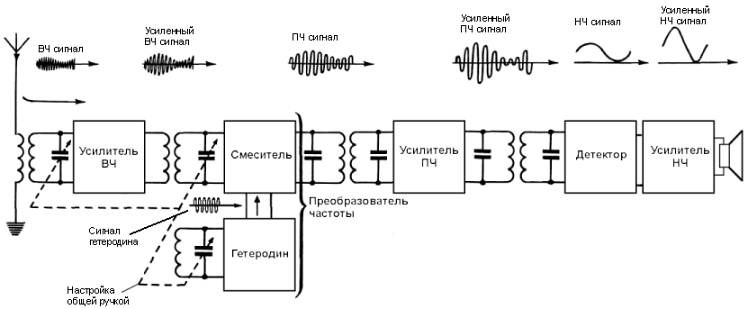 ВЧ сигнал
Усиленный
ВЧ сигнал
ПЧ сигнал
Усиленный
ПЧ сигнал
НЧ сигнал
Усиленный
НЧ сигнал
Усилитель
ВЧ
Смеситель
Усилитель
ПЧ
Детектор
Усилитель
НЧ
Преобразователь
частоты
Сигнал
гетеродина
Гетеродин
Настройка
общей ручкой